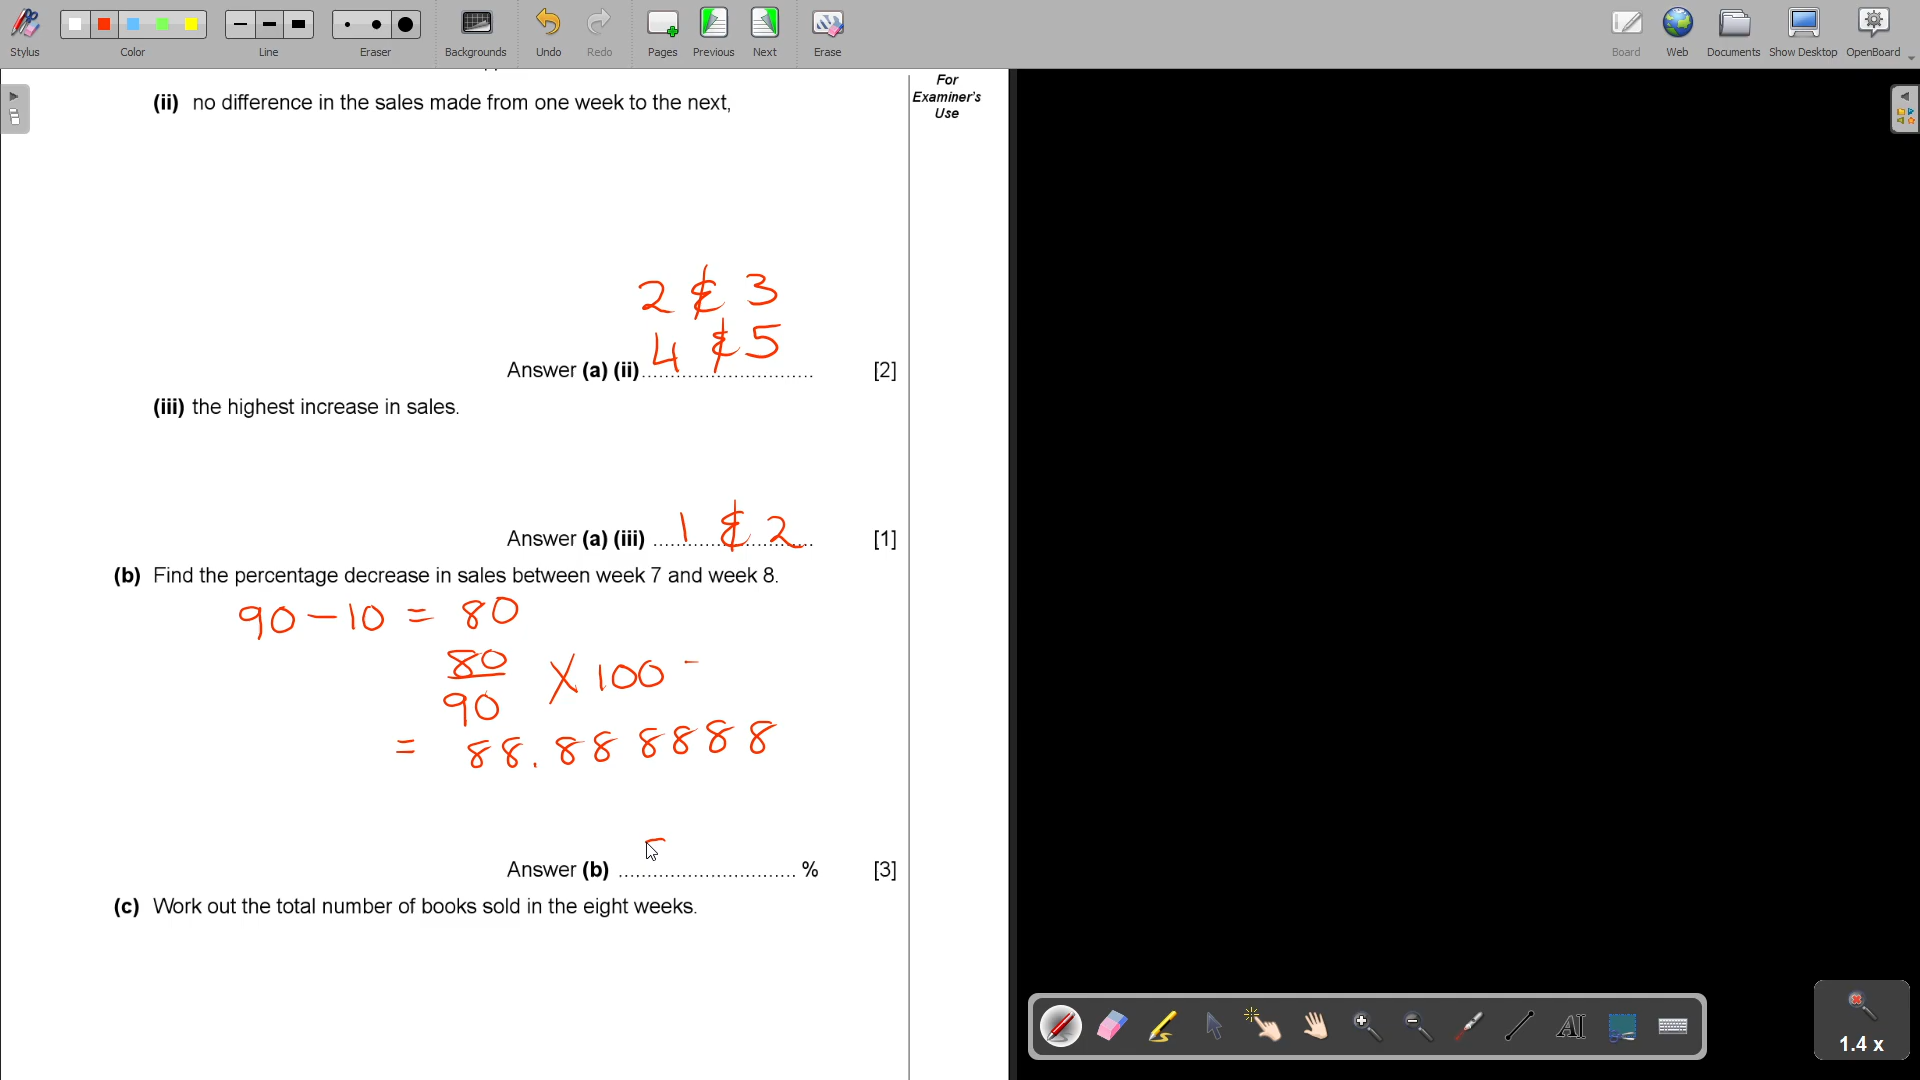 Stylus Color Line Eraser Backgrounds Undo Redo Pages Previous Next Erase Board Web Documents Show Desktop OpenBoard
For
Examiner's
Use
(ii) no difference in the sales made from one week to the next,
2 & 3
4 & 5
Answer (a) (ii).............................. [2]
(iii) the highest increase in sales.
1 & 2
Answer (a) (iii) ............................ [1]
(b) Find the percentage decrease in sales between week 7 and week 8.
90 - 10 = 80
80
90
X 100
= 88.888888
Answer (b) ............................... % [3]
(c) Work out the total number of books sold in the eight weeks.
1.4 x